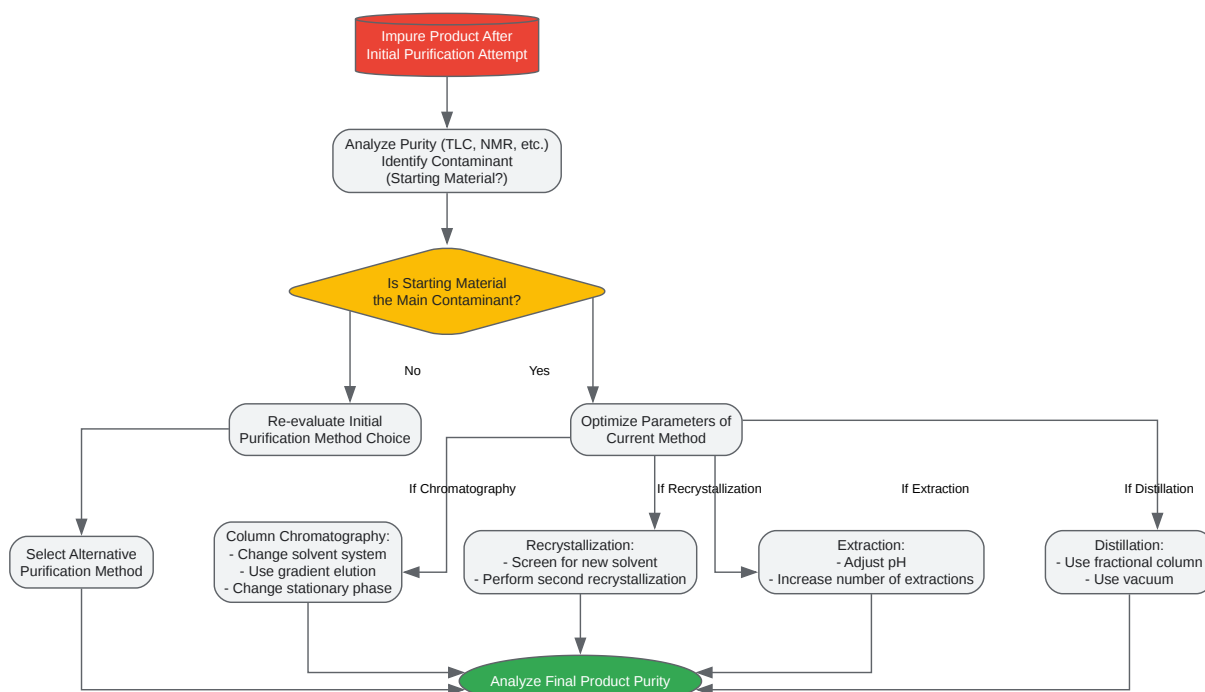 Impure Product After
Initial Purification Attempt
Analyze Purity (TLC, NMR, etc.)
Identify Contaminant
(Starting Material?)
Is Starting Material
the Main Contaminant?
No
Yes
Re-evaluate Initial
Purification Method Choice
Optimize Parameters of
Current Method
If Chromatography
If Recrystallization
If Extraction
If Distillation
Select Alternative
Purification Method
Column Chromatography:
- Change solvent system
- Use gradient elution
- Change stationary phase
Recrystallization:
- Screen for new solvent
- Perform second recrystallization
Extraction:
- Adjust pH
- Increase number of extractions
Distillation:
- Use fractional column
- Use vacuum
Analyze Final Product Purity